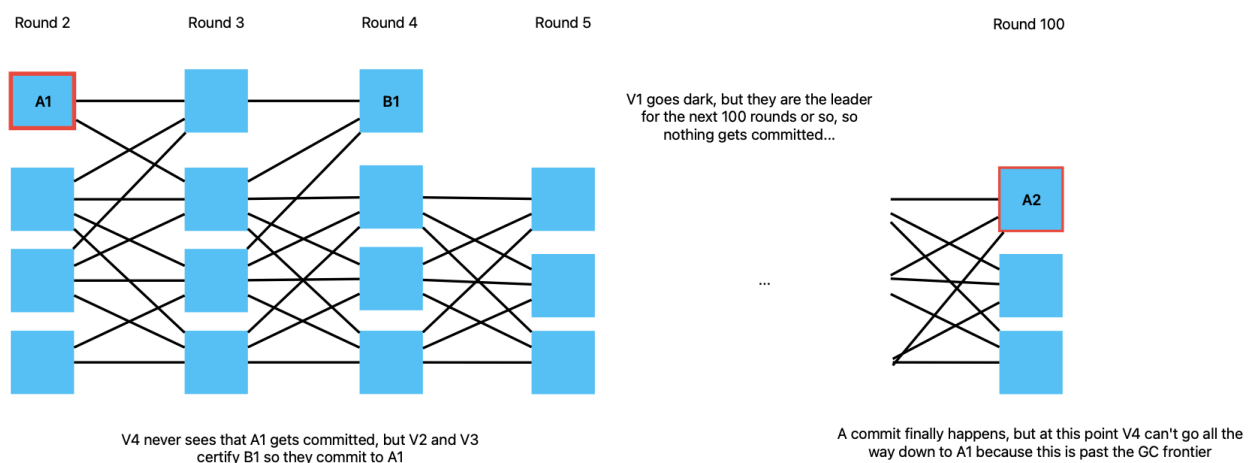 Round 2
Round 3
Round 4
Round 5
Round 100
A1
B1
V1 goes dark, but they are the leader
for the next 100 rounds or so, so
nothing gets committed...
A2
...
V4 never sees that A1 gets committed, but V2 and V3
certify B1 so they commit to A1
A commit finally happens, but at this point V4 can't go all the
way down to A1 because this is past the GC frontier